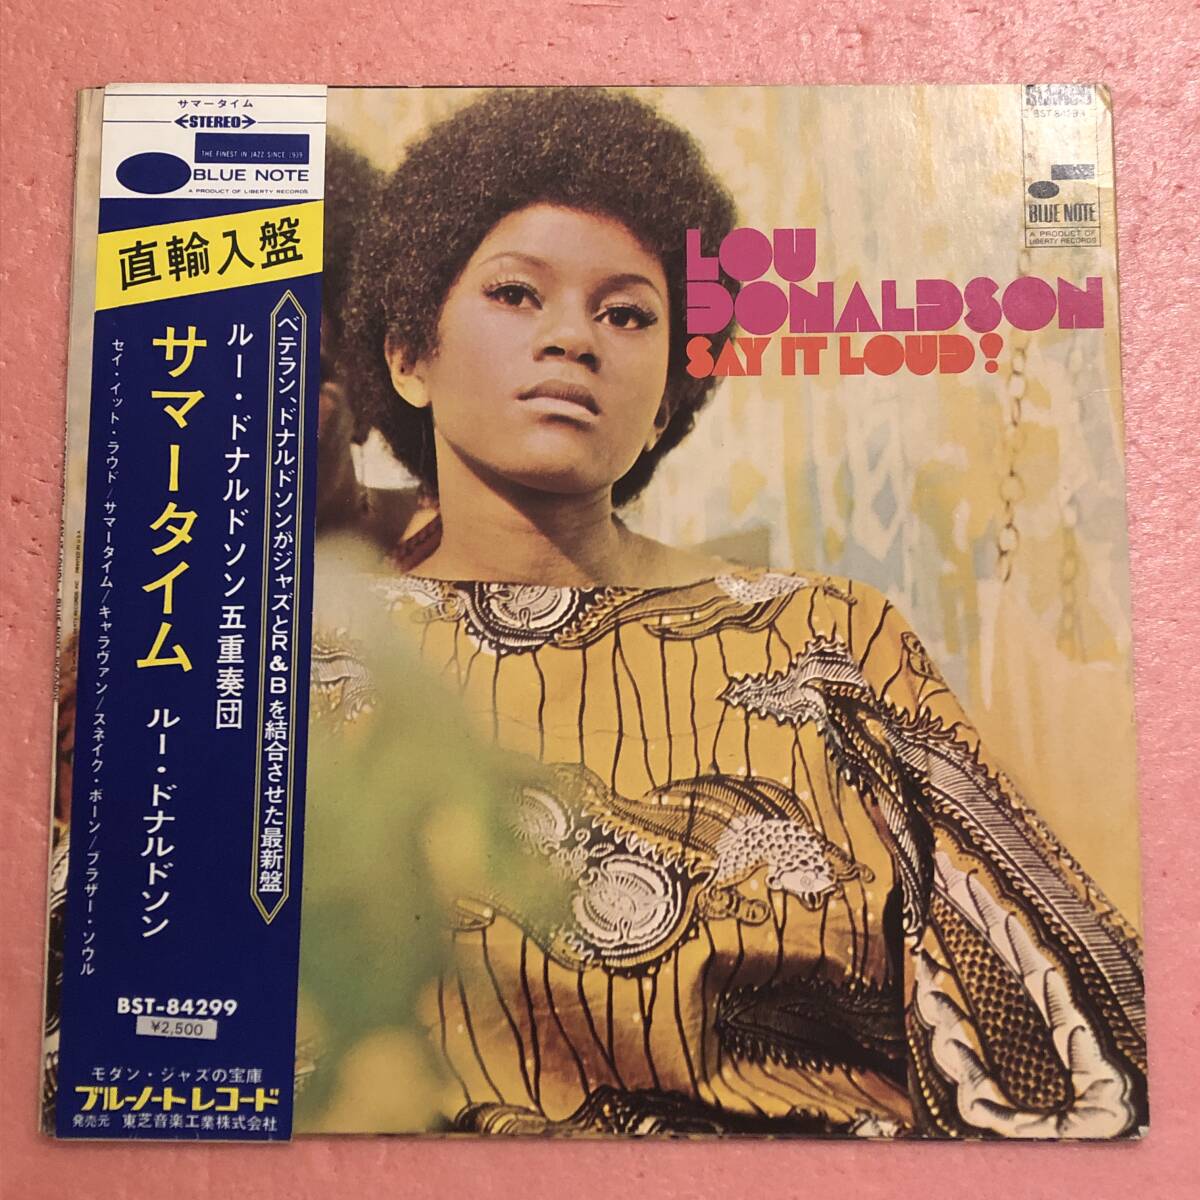 サマータイム
STEREO
THE FINEST IN JAZZ SINCE 1939
BLUE NOTE
A PRODUCT OF LIBERTY RECORDS
直輸入盤
ベテラン、ドナルドソンがジャズとR&Bを結合させた最新盤
ルー・ドナルドソン五重奏団
サマータイム ルー・ドナルドソン
セイ・イット・ラウド/サマータイム/キャラヴァン/スネイク・ボーン/ブラザー・ソウル
BST-84299
¥2,500
モダン・ジャズの宝庫
ブルーノートレコード
発売元 東芝音楽工業株式会社
STEREO
BST 84299
BLUE NOTE
A PRODUCT OF
LIBERTY RECORDS
LOU
DONALDSON
SAY IT LOUD!